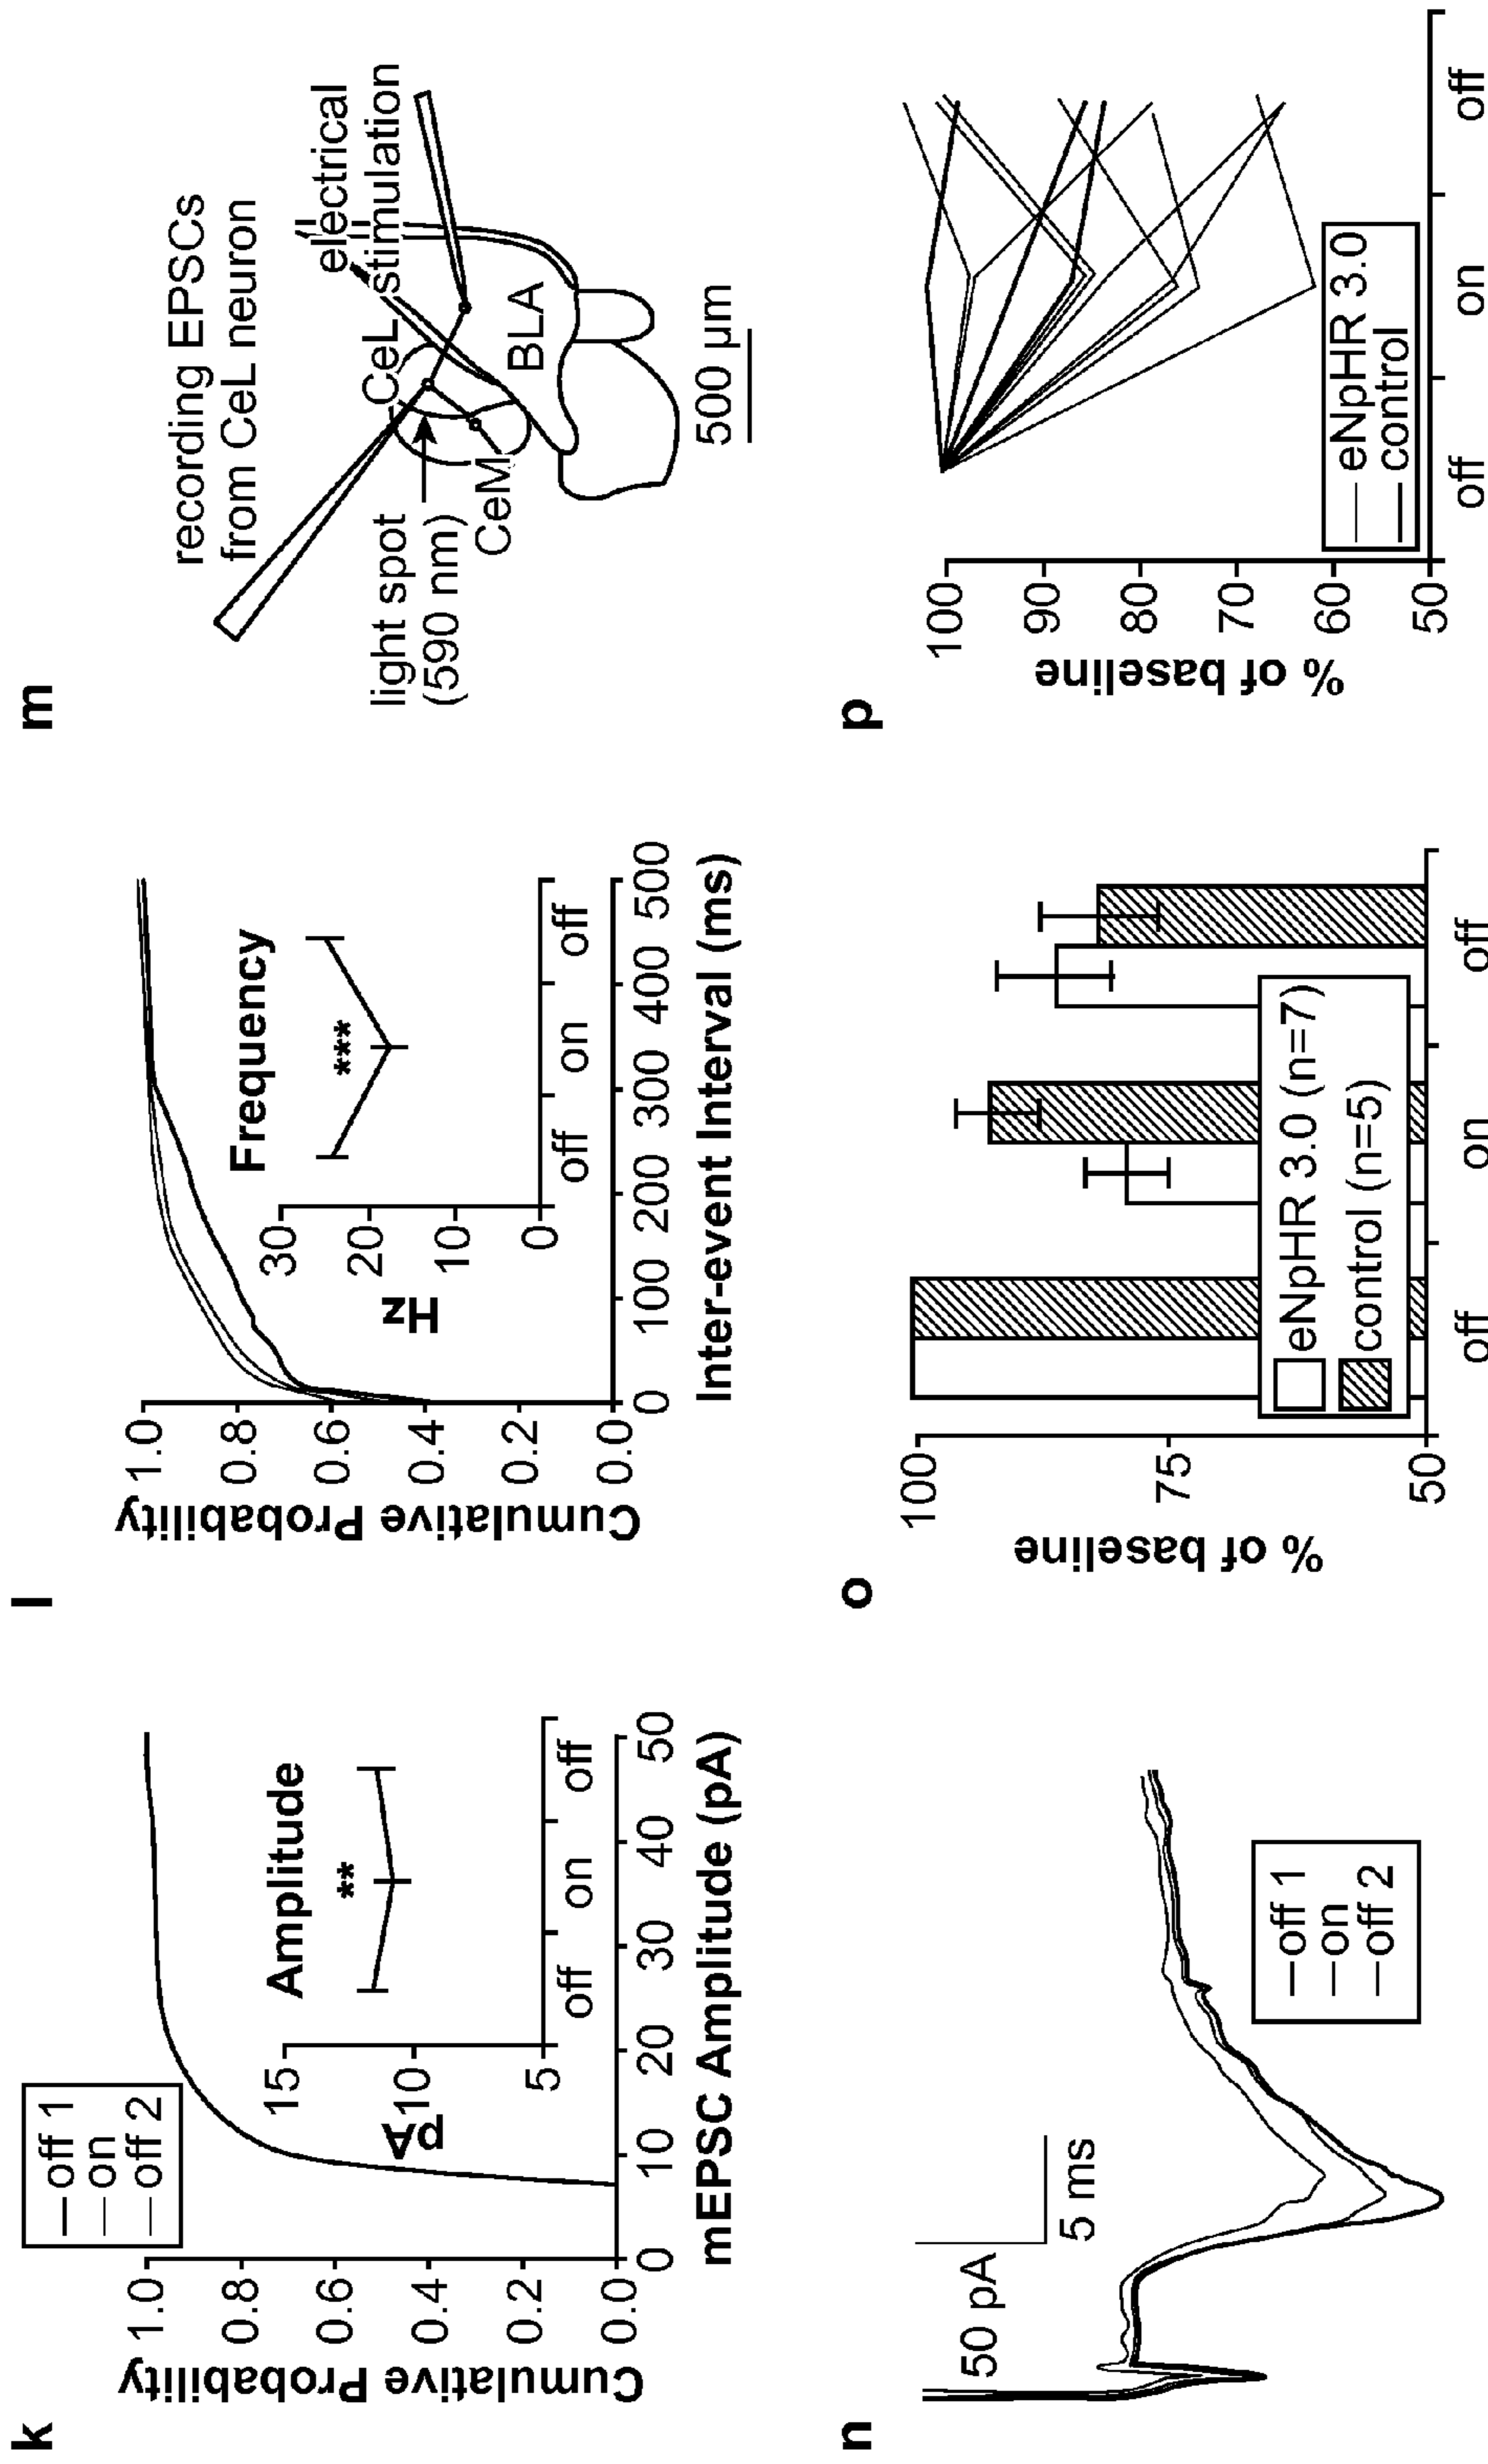 k
off 1
on
off 2
Cumulative Probability
1.0
0.8
0.6
0.4
0.2
0.0
0 10 20 30 40 50
mEPSC Amplitude (pA)
Amplitude
**
pA
15
10
5
off on off
l
Cumulative Probability
1.0
0.8
0.6
0.4
0.2
0.0
0 100 200 300 400 500
Inter-event Interval (ms)
Frequency
***
Hz
30
20
10
0
off on off
m
recording EPSCs
from CeL neuron
electrical
stimulation
CeL
light spot
(590 nm)
CeM
BLA
500 µm
n
50 pA
5 ms
off 1
on
off 2
o
% of baseline
100
75
50
eNpHR 3.0 (n=7)
control (n=5)
off on off
p
% of baseline
100
90
80
70
60
50
eNpHR 3.0
control
off on off